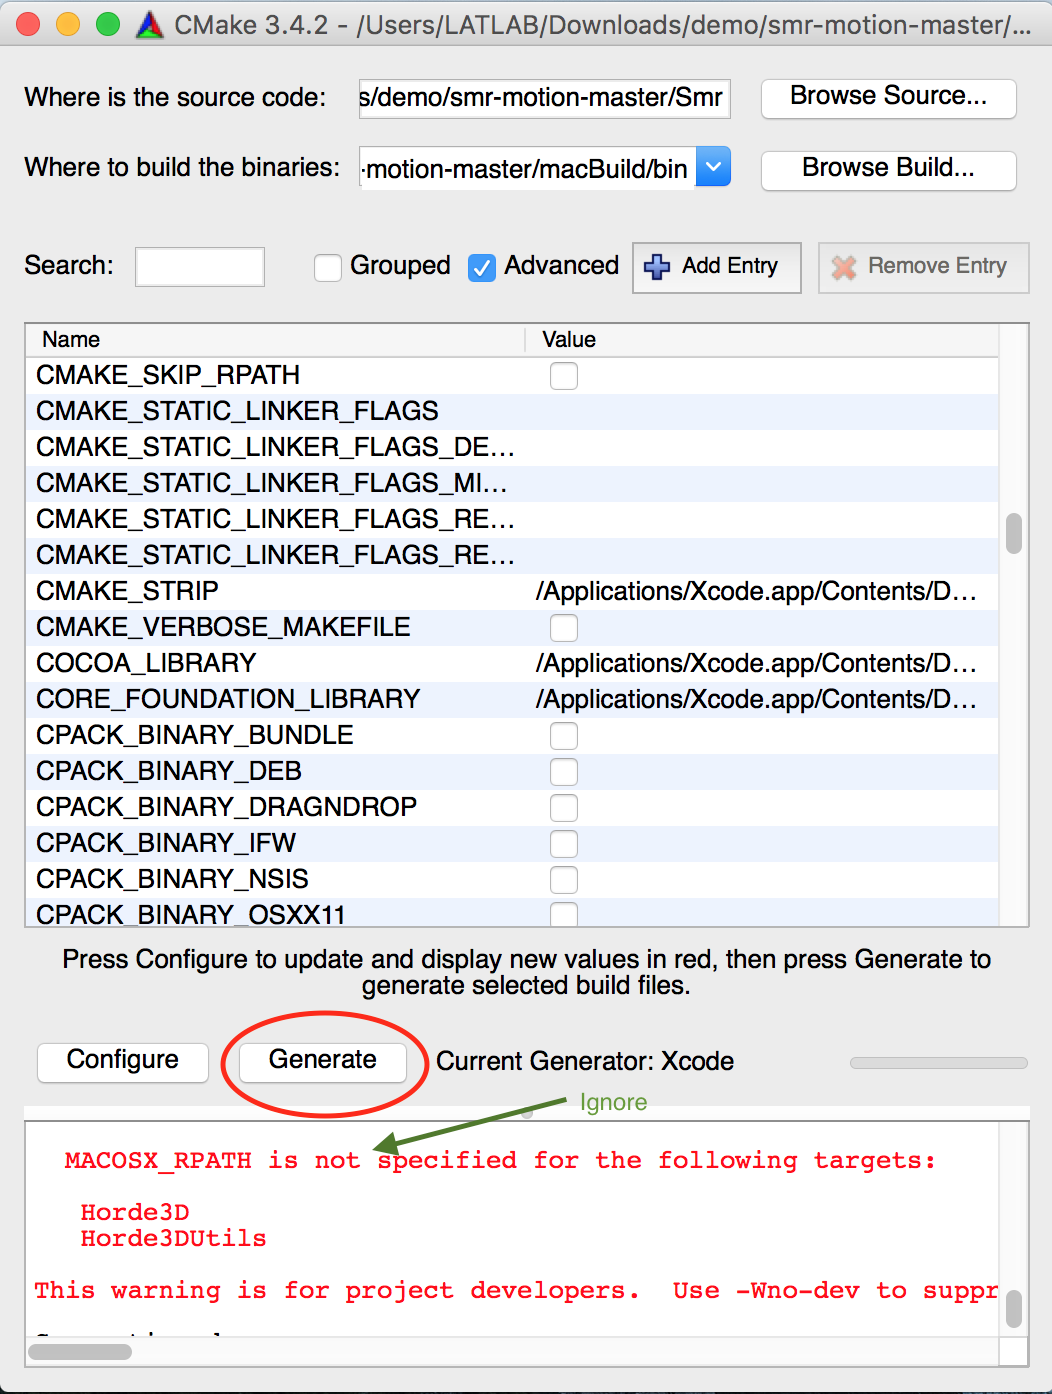 CMake 3.4.2 - /Users/LATLAB/Downloads/demo/smr-motion-master/...
Where is the source code: s/demo/smr-motion-master/Smr Browse Source...
Where to build the binaries: -motion-master/macBuild/bin Browse Build...
Search: Grouped Advanced Add Entry Remove Entry
Name Value
CMAKE_SKIP_RPATH
CMAKE_STATIC_LINKER_FLAGS
CMAKE_STATIC_LINKER_FLAGS_DE...
CMAKE_STATIC_LINKER_FLAGS_MI...
CMAKE_STATIC_LINKER_FLAGS_RE...
CMAKE_STATIC_LINKER_FLAGS_RE...
CMAKE_STRIP /Applications/Xcode.app/Contents/D...
CMAKE_VERBOSE_MAKEFILE
COCOA_LIBRARY /Applications/Xcode.app/Contents/D...
CORE_FOUNDATION_LIBRARY /Applications/Xcode.app/Contents/D...
CPACK_BINARY_BUNDLE
CPACK_BINARY_DEB
CPACK_BINARY_DRAGNDROP
CPACK_BINARY_IFW
CPACK_BINARY_NSIS
CPACK_BINARY_OSXX11
Press Configure to update and display new values in red, then press Generate to
generate selected build files.
Configure Generate Current Generator: Xcode
Ignore
MACOSX_RPATH is not specified for the following targets:
Horde3D
Horde3DUtils
This warning is for project developers. Use -Wno-dev to suppr